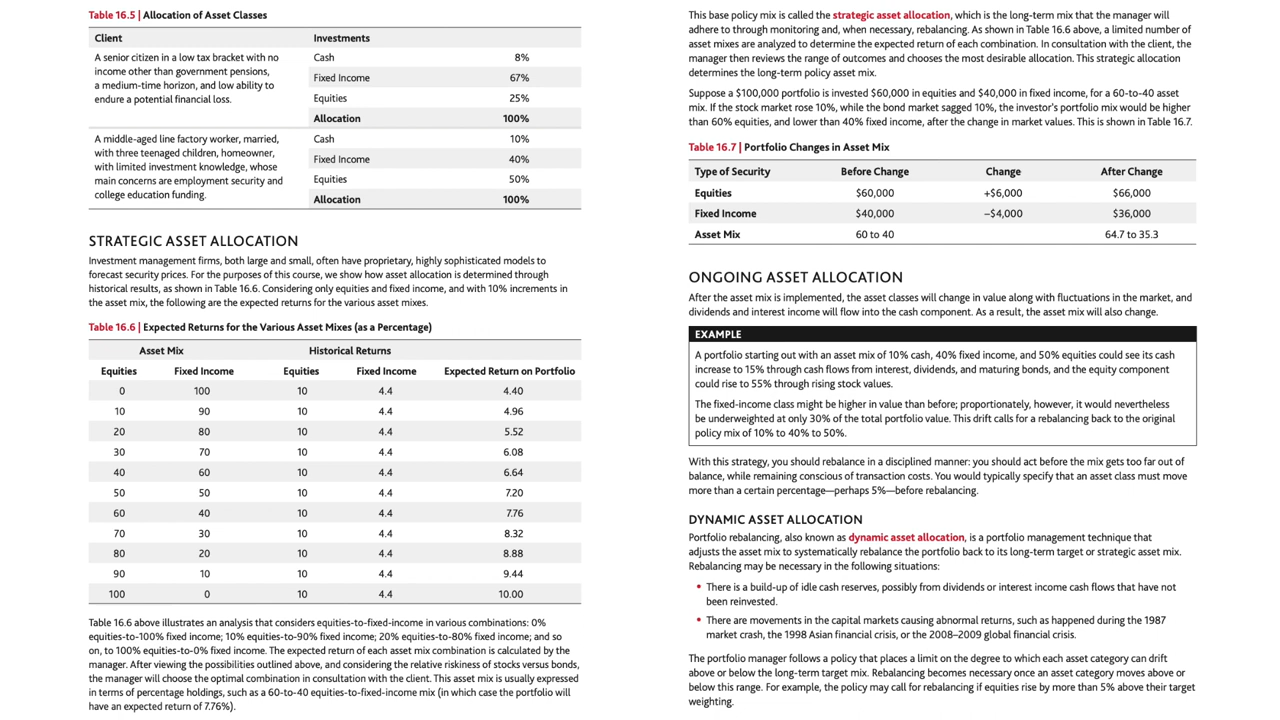 Table 16.5 | Allocation of Asset Classes
Client Investments
A senior citizen in a low tax bracket with no
income other than government pensions,
a medium-time horizon, and low ability to
endure a potential financial loss.
Cash 8%
Fixed Income 67%
Equities 25%
Allocation 100%
A middle-aged line factory worker, married,
with three teenaged children, homeowner,
with limited investment knowledge, whose
main concerns are employment security and
college education funding.
Cash 10%
Fixed Income 40%
Equities 50%
Allocation 100%
STRATEGIC ASSET ALLOCATION
Investment management firms, both large and small, often have proprietary, highly sophisticated models to
forecast security prices. For the purposes of this course, we show how asset allocation is determined through
historical results, as shown in Table 16.6. Considering only equities and fixed income, and with 10% increments in
the asset mix, the following are the expected returns for the various asset mixes.
Table 16.6 | Expected Returns for the Various Asset Mixes (as a Percentage)
Asset Mix Historical Returns
Equities Fixed Income Equities Fixed Income Expected Return on Portfolio
0 100 10 4.4 4.40
10 90 10 4.4 4.96
20 80 10 4.4 5.52
30 70 10 4.4 6.08
40 60 10 4.4 6.64
50 50 10 4.4 7.20
60 40 10 4.4 7.76
70 30 10 4.4 8.32
80 20 10 4.4 8.88
90 10 10 4.4 9.44
100 0 10 4.4 10.00
Table 16.6 above illustrates an analysis that considers equities-to-fixed-income in various combinations: 0%
equities-to-100% fixed income; 10% equities-to-90% fixed income; 20% equities-to-80% fixed income; and so
on, to 100% equities-to-0% fixed income. The expected return of each asset mix combination is calculated by the
manager. After viewing the possibilities outlined above, and considering the relative riskiness of stocks versus bonds,
the manager will choose the optimal combination in consultation with the client. This asset mix is usually expressed
in terms of percentage holdings, such as a 60-to-40 equities-to-fixed-income mix (in which case the portfolio will
have an expected return of 7.76%).
This base policy mix is called the strategic asset allocation, which is the long-term mix that the manager will
adhere to through monitoring and, when necessary, rebalancing. As shown in Table 16.6 above, a limited number of
asset mixes are analyzed to determine the expected return of each combination. In consultation with the client, the
manager then reviews the range of outcomes and chooses the most desirable allocation. This strategic allocation
determines the long-term policy asset mix.
Suppose a $100,000 portfolio is invested $60,000 in equities and $40,000 in fixed income, for a 60-to-40 asset
mix. If the stock market rose 10%, while the bond market sagged 10%, the investor's portfolio mix would be higher
than 60% equities, and lower than 40% fixed income, after the change in market values. This is shown in Table 16.7.
Table 16.7 | Portfolio Changes in Asset Mix
Type of Security Before Change Change After Change
Equities $60,000 +$6,000 $66,000
Fixed Income $40,000 –$4,000 $36,000
Asset Mix 60 to 40 64.7 to 35.3
ONGOING ASSET ALLOCATION
After the asset mix is implemented, the asset classes will change in value along with fluctuations in the market, and
dividends and interest income will flow into the cash component. As a result, the asset mix will also change.
EXAMPLE
A portfolio starting out with an asset mix of 10% cash, 40% fixed income, and 50% equities could see its cash
increase to 15% through cash flows from interest, dividends, and maturing bonds, and the equity component
could rise to 55% through rising stock values.
The fixed-income class might be higher in value than before; proportionately, however, it would nevertheless
be underweighted at only 30% of the total portfolio value. This drift calls for a rebalancing back to the original
policy mix of 10% to 40% to 50%.
With this strategy, you should rebalance in a disciplined manner: you should act before the mix gets too far out of
balance, while remaining conscious of transaction costs. You would typically specify that an asset class must move
more than a certain percentage—perhaps 5%—before rebalancing.
DYNAMIC ASSET ALLOCATION
Portfolio rebalancing, also known as dynamic asset allocation, is a portfolio management technique that
adjusts the asset mix to systematically rebalance the portfolio back to its long-term target or strategic asset mix.
Rebalancing may be necessary in the following situations:
• There is a build-up of idle cash reserves, possibly from dividends or interest income cash flows that have not
been reinvested.
• There are movements in the capital markets causing abnormal returns, such as happened during the 1987
market crash, the 1998 Asian financial crisis, or the 2008–2009 global financial crisis.
The portfolio manager follows a policy that places a limit on the degree to which each asset category can drift
above or below the long-term target mix. Rebalancing becomes necessary once an asset category moves above or
below this range. For example, the policy may call for rebalancing if equities rise by more than 5% above their target
weighting.